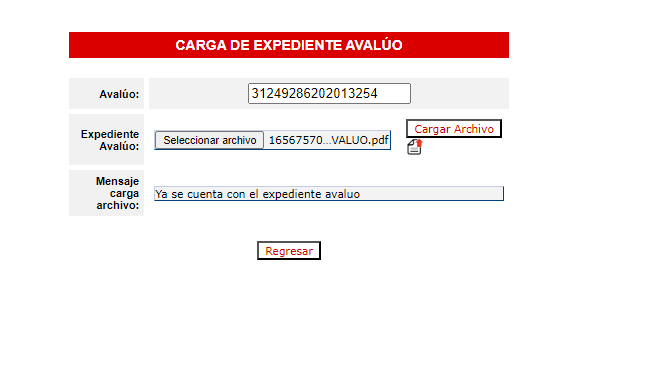 CARGA DE EXPEDIENTE AVALÚO
Avalúo:
31249286202013254
Expediente
Avalúo:
Seleccionar archivo 16567570...VALUO.pdf
Cargar Archivo
Mensaje
carga
archivo:
Ya se cuenta con el expediente avaluo
Regresar